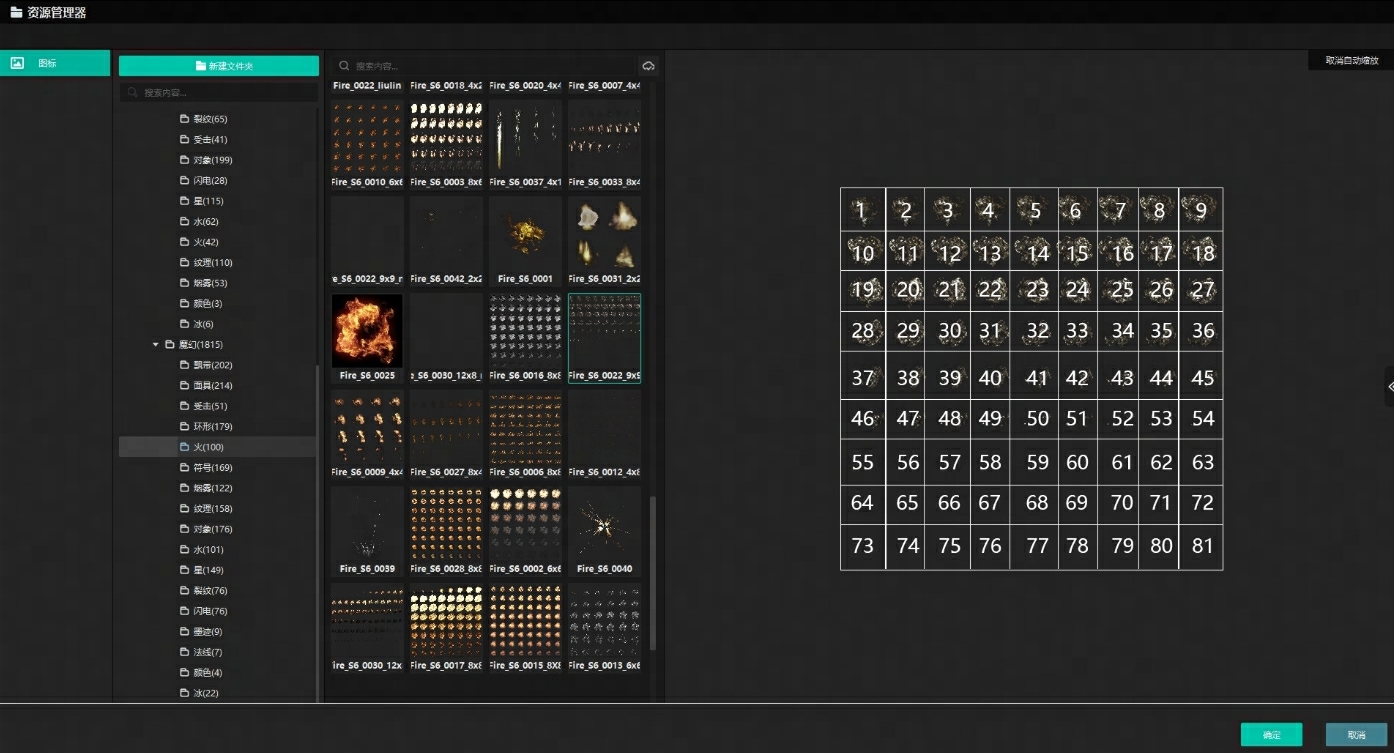 资源管理器
图标
新建文件夹
搜索内容...
裂纹(65)
受击(41)
对象(199)
闪电(28)
星(115)
水(62)
火(42)
纹理(110)
烟雾(53)
颜色(3)
冰(6)
魔幻(1815)
飘带(202)
面具(214)
受击(51)
环形(179)
火(100)
符号(169)
烟雾(122)
纹理(158)
对象(176)
水(101)
星(149)
裂纹(76)
闪电(76)
墨迹(9)
法线(7)
颜色(4)
冰(22)
搜索内容...
Fire_0022_liulin Fire_S6_0018_4x2 Fire_S6_0020_4x4 Fire_S6_0007_4x4
Fire_S6_0010_6x6 Fire_S6_0003_8x6 Fire_S6_0037_4x1 Fire_S6_0033_8x4
e_S6_0022_9x9_r Fire_S6_0042_2x2 Fire_S6_0001 Fire_S6_0031_2x2
Fire_S6_0025 e_S6_0030_12x8_ Fire_S6_0016_8x8 Fire_S6_0022_9x9
Fire_S6_0009_4x4 Fire_S6_0027_8x4 Fire_S6_0006_8x8 Fire_S6_0012_4x8
Fire_S6_0039 Fire_S6_0028_8x8 Fire_S6_0002_6x6 Fire_S6_0040
ire_S6_0030_12x Fire_S6_0017_8x8 Fire_S6_0015_8X8 Fire_S6_0013_6x6
取消自动缩放
1 2 3 4 5 6 7 8 9
10 11 12 13 14 15 16 17 18
19 20 21 22 23 24 25 26 27
28 29 30 31 32 33 34 35 36
37 38 39 40 41 42 43 44 45
46 47 48 49 50 51 52 53 54
55 56 57 58 59 60 61 62 63
64 65 66 67 68 69 70 71 72
73 74 75 76 77 78 79 80 81
确定
取消